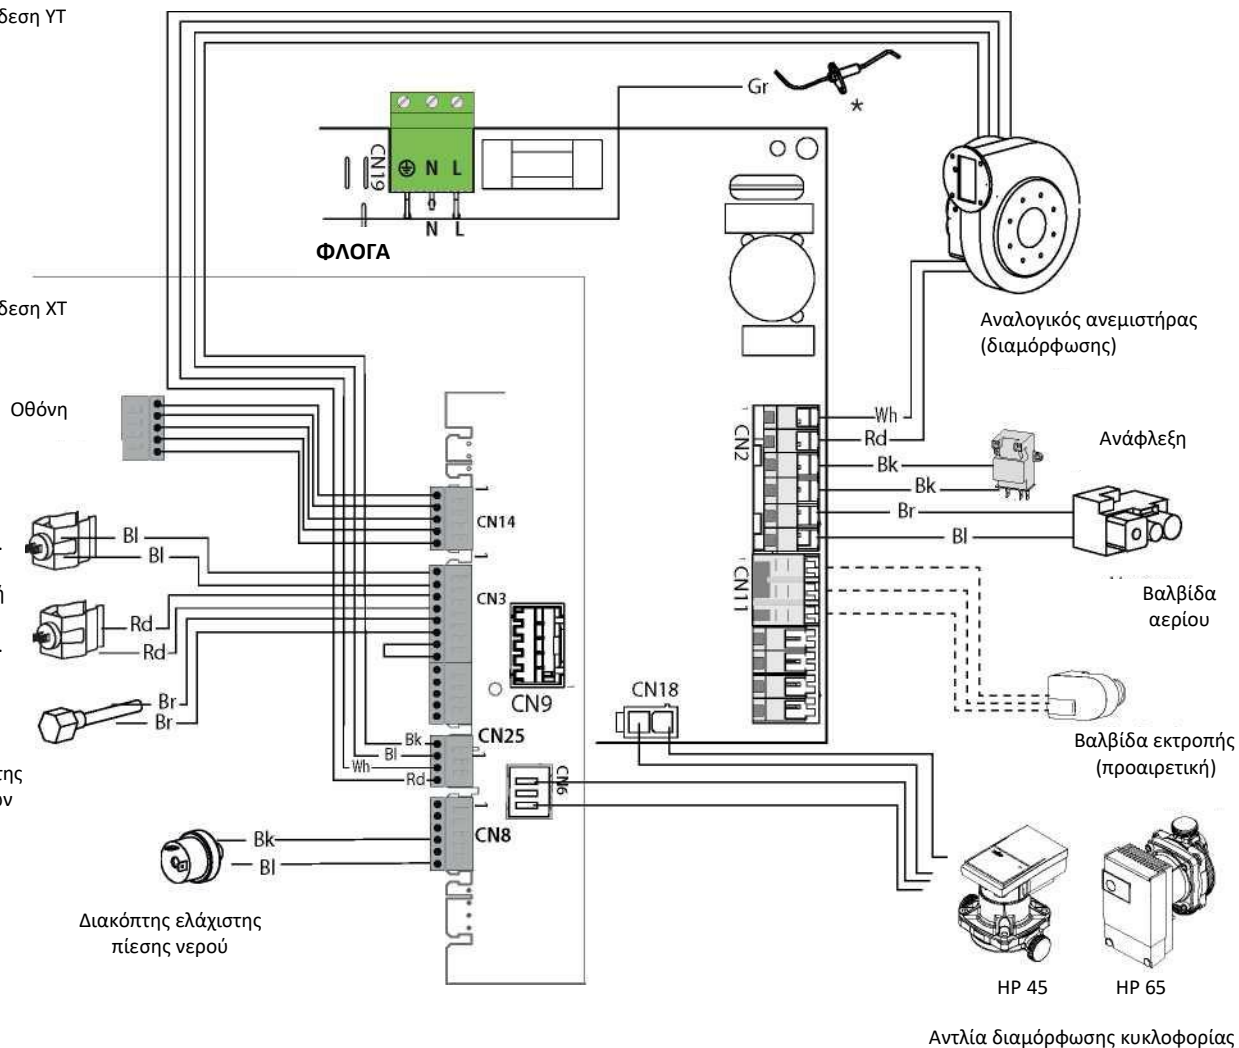 δεση ΥΤ
Gr
*
CN19
N L
N L
ΦΛΟΓΑ
δεση ΧΤ
Αναλογικός ανεμιστήρας
(διαμόρφωσης)
Οθόνη
Wh
Rd
Bk
Bk
Br
Bl
CN2
Ανάφλεξη
CN14
Bl
Bl
CN3
CN11
Βαλβίδα
αερίου
ή
Rd
Rd
Br
Br
CN9
CN18
CN25
Bk
Bl
Wh
Rd
CN6
Βαλβίδα εκτροπής
(προαιρετική)
της
ων
CN8
Bk
Bl
Διακόπτης ελάχιστης
πίεσης νερού
HP 45
HP 65
Αντλία διαμόρφωσης κυκλοφορίας